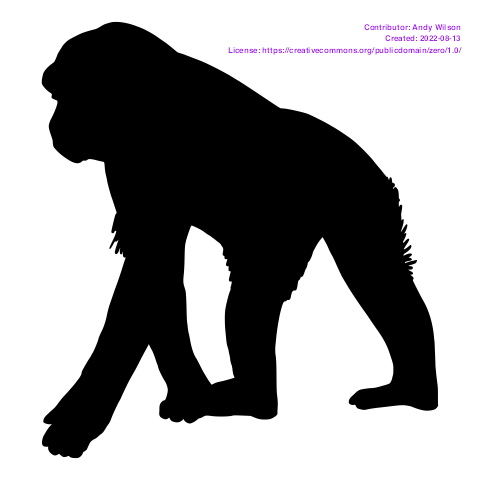 Contributor: Andy Wilson
Created: 2022-08-13
License: https://creativecommons.org/publicdomain/zero/1.0/